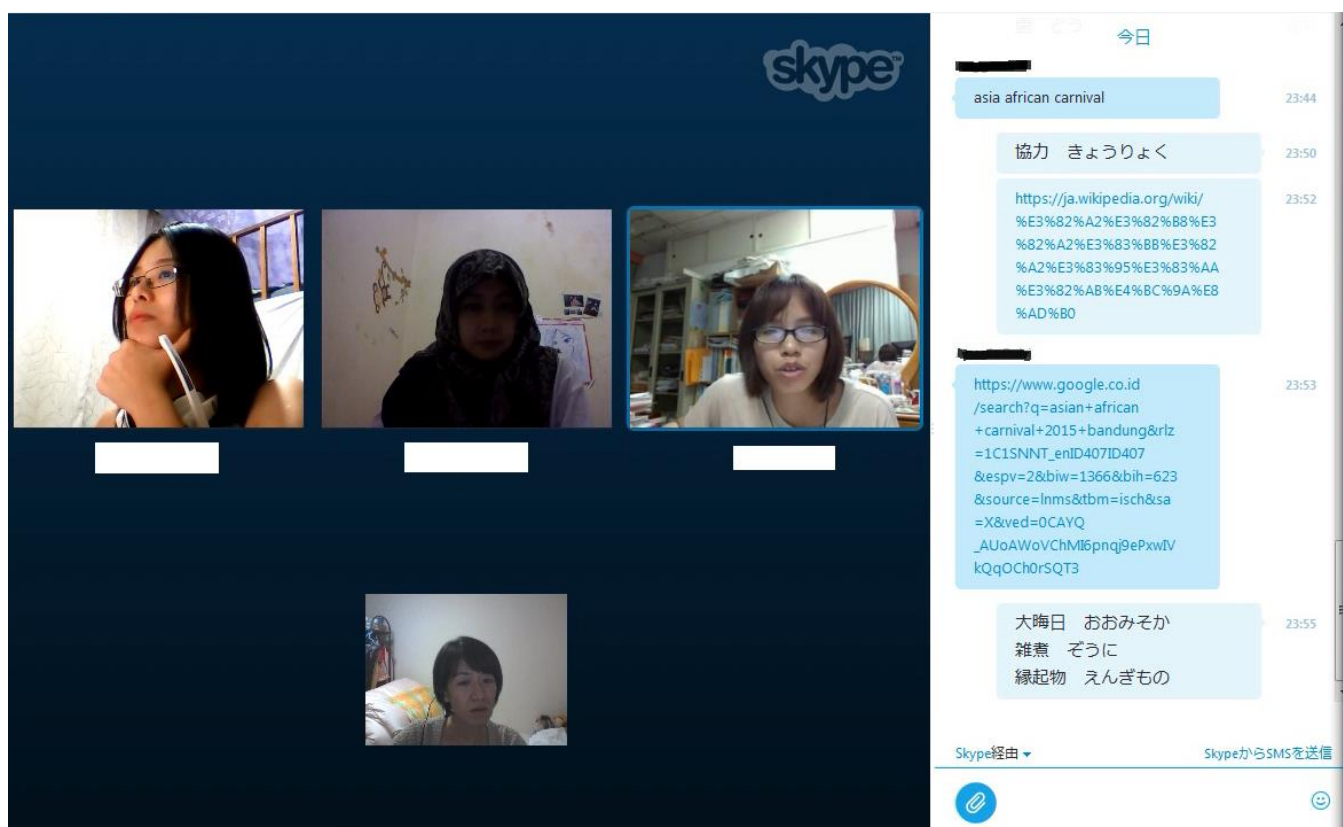 skype™
今日
asia african carnival
23:44
協力 きょうりょく
23:50
https://ja.wikipedia.org/wiki/
%E3%82%A2%E3%82%B8%E3
%82%A2%E3%83%BB%E3%82
%A2%E3%83%95%E3%83%AA
%E3%82%AB%E4%BC%9A%E8
%AD%B0
23:52
https://www.google.co.id
/search?q=asian+african
+carnival+2015+bandung&rlz
=1C1SNNT_enID407ID407
&espv=2&biw=1366&bih=623
&source=lnms&tbm=isch&sa
=X&ved=0CAYQ
_AUoAWoVChMI6pnqj9ePxwIV
kQqOCh0rSQT3
23:53
大晦日 おおみそか
雑煮 ぞうに
縁起物 えんぎもの
23:55
Skype経由
SkypeからSMSを送信